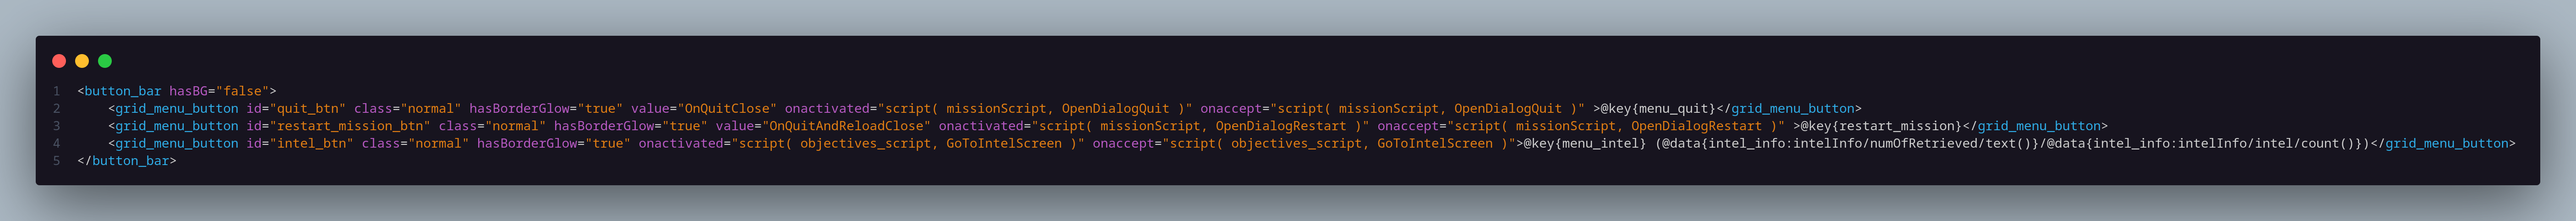 1 <button_bar hasBG="false">
2 <grid_menu_button id="quit_btn" class="normal" hasBorderGlow="true" value="OnQuitClose" onactivated="script( missionScript, OpenDialogQuit )" onaccept="script( missionScript, OpenDialogQuit )" >@key{menu_quit}</grid_menu_button>
3 <grid_menu_button id="restart_mission_btn" class="normal" hasBorderGlow="true" value="OnQuitAndReloadClose" onactivated="script( missionScript, OpenDialogRestart )" onaccept="script( missionScript, OpenDialogRestart )" >@key{restart_mission}</grid_menu_button>
4 <grid_menu_button id="intel_btn" class="normal" hasBorderGlow="true" onactivated="script( objectives_script, GoToIntelScreen )" onaccept="script( objectives_script, GoToIntelScreen )">@key{menu_intel} (@data{intel_info:intelInfo/numOfRetrieved/text()}/@data{intel_info:intelInfo/intel/count()})</grid_menu_button>
5 </button_bar>